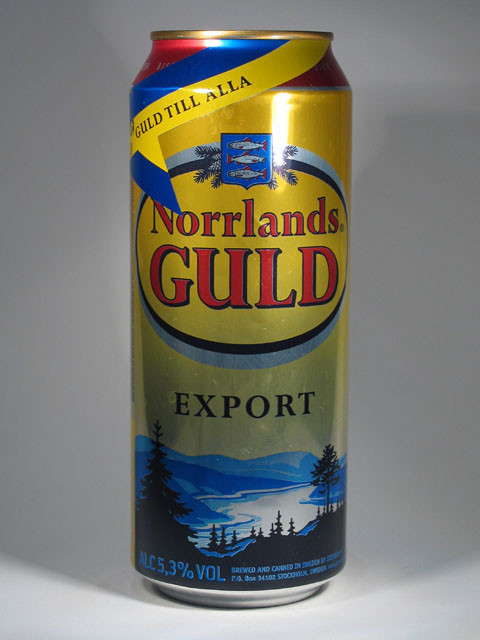 GULD TILL ALLA
Norrlands
GULD
EXPORT
ALC 5,3% VOL
BREWED AND CANNED IN SWEDEN BY
P.O. Box 34102 STOCKHOLM, SWEDEN